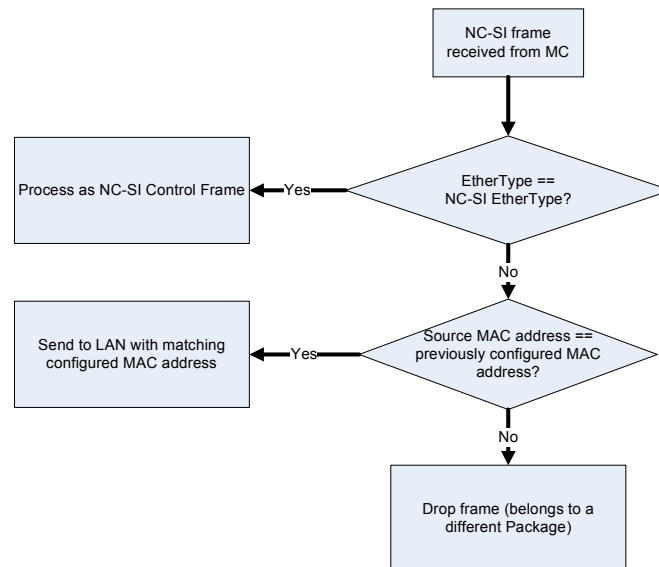 NC-SI frame
received from MC
EtherType ==
NC-SI EtherType?
Yes
Process as NC-SI Control Frame
No
Source MAC address ==
previously configured MAC
address?
Yes
Send to LAN with matching
configured MAC address
No
Drop frame (belongs to a
different Package)